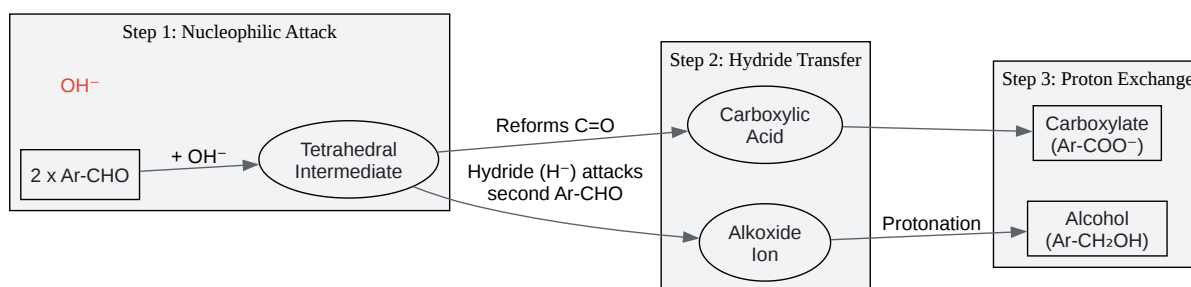 Step 1: Nucleophilic Attack
OH⁻
2 x Ar-CHO
+ OH⁻
Tetrahedral
Intermediate
Reforms C=O
Hydride (H⁻) attacks
second Ar-CHO
Step 2: Hydride Transfer
Carboxylic
Acid
Alkoxide
Ion
Protonation
Step 3: Proton Exchange
Carboxylate
(Ar-COO⁻)
Alcohol
(Ar-CH₂OH)